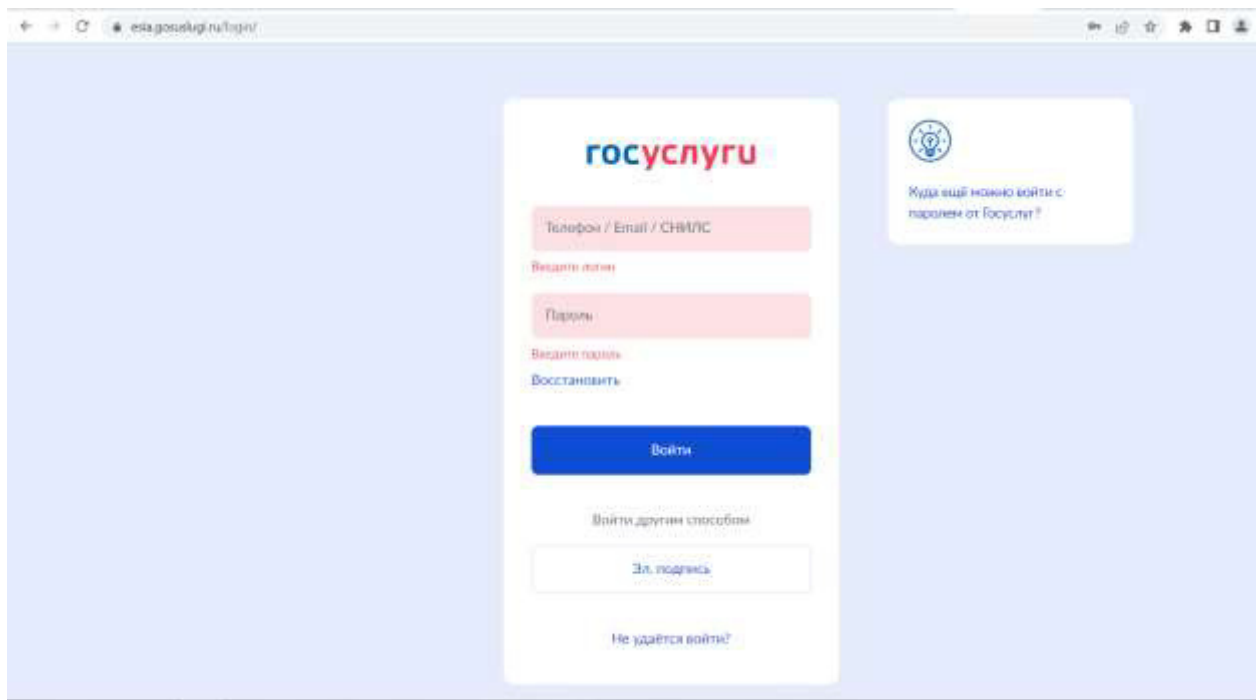 esia.gosuslugi.ru/login/
госуслуги
Куда ещё можно войти с
паролем от Госуслуг?
Телефон / Email / СНИЛС
Введите логин
Пароль
Введите пароль
Восстановить
Войти
Войти другим способом
Эл. подпись
Не удаётся войти?